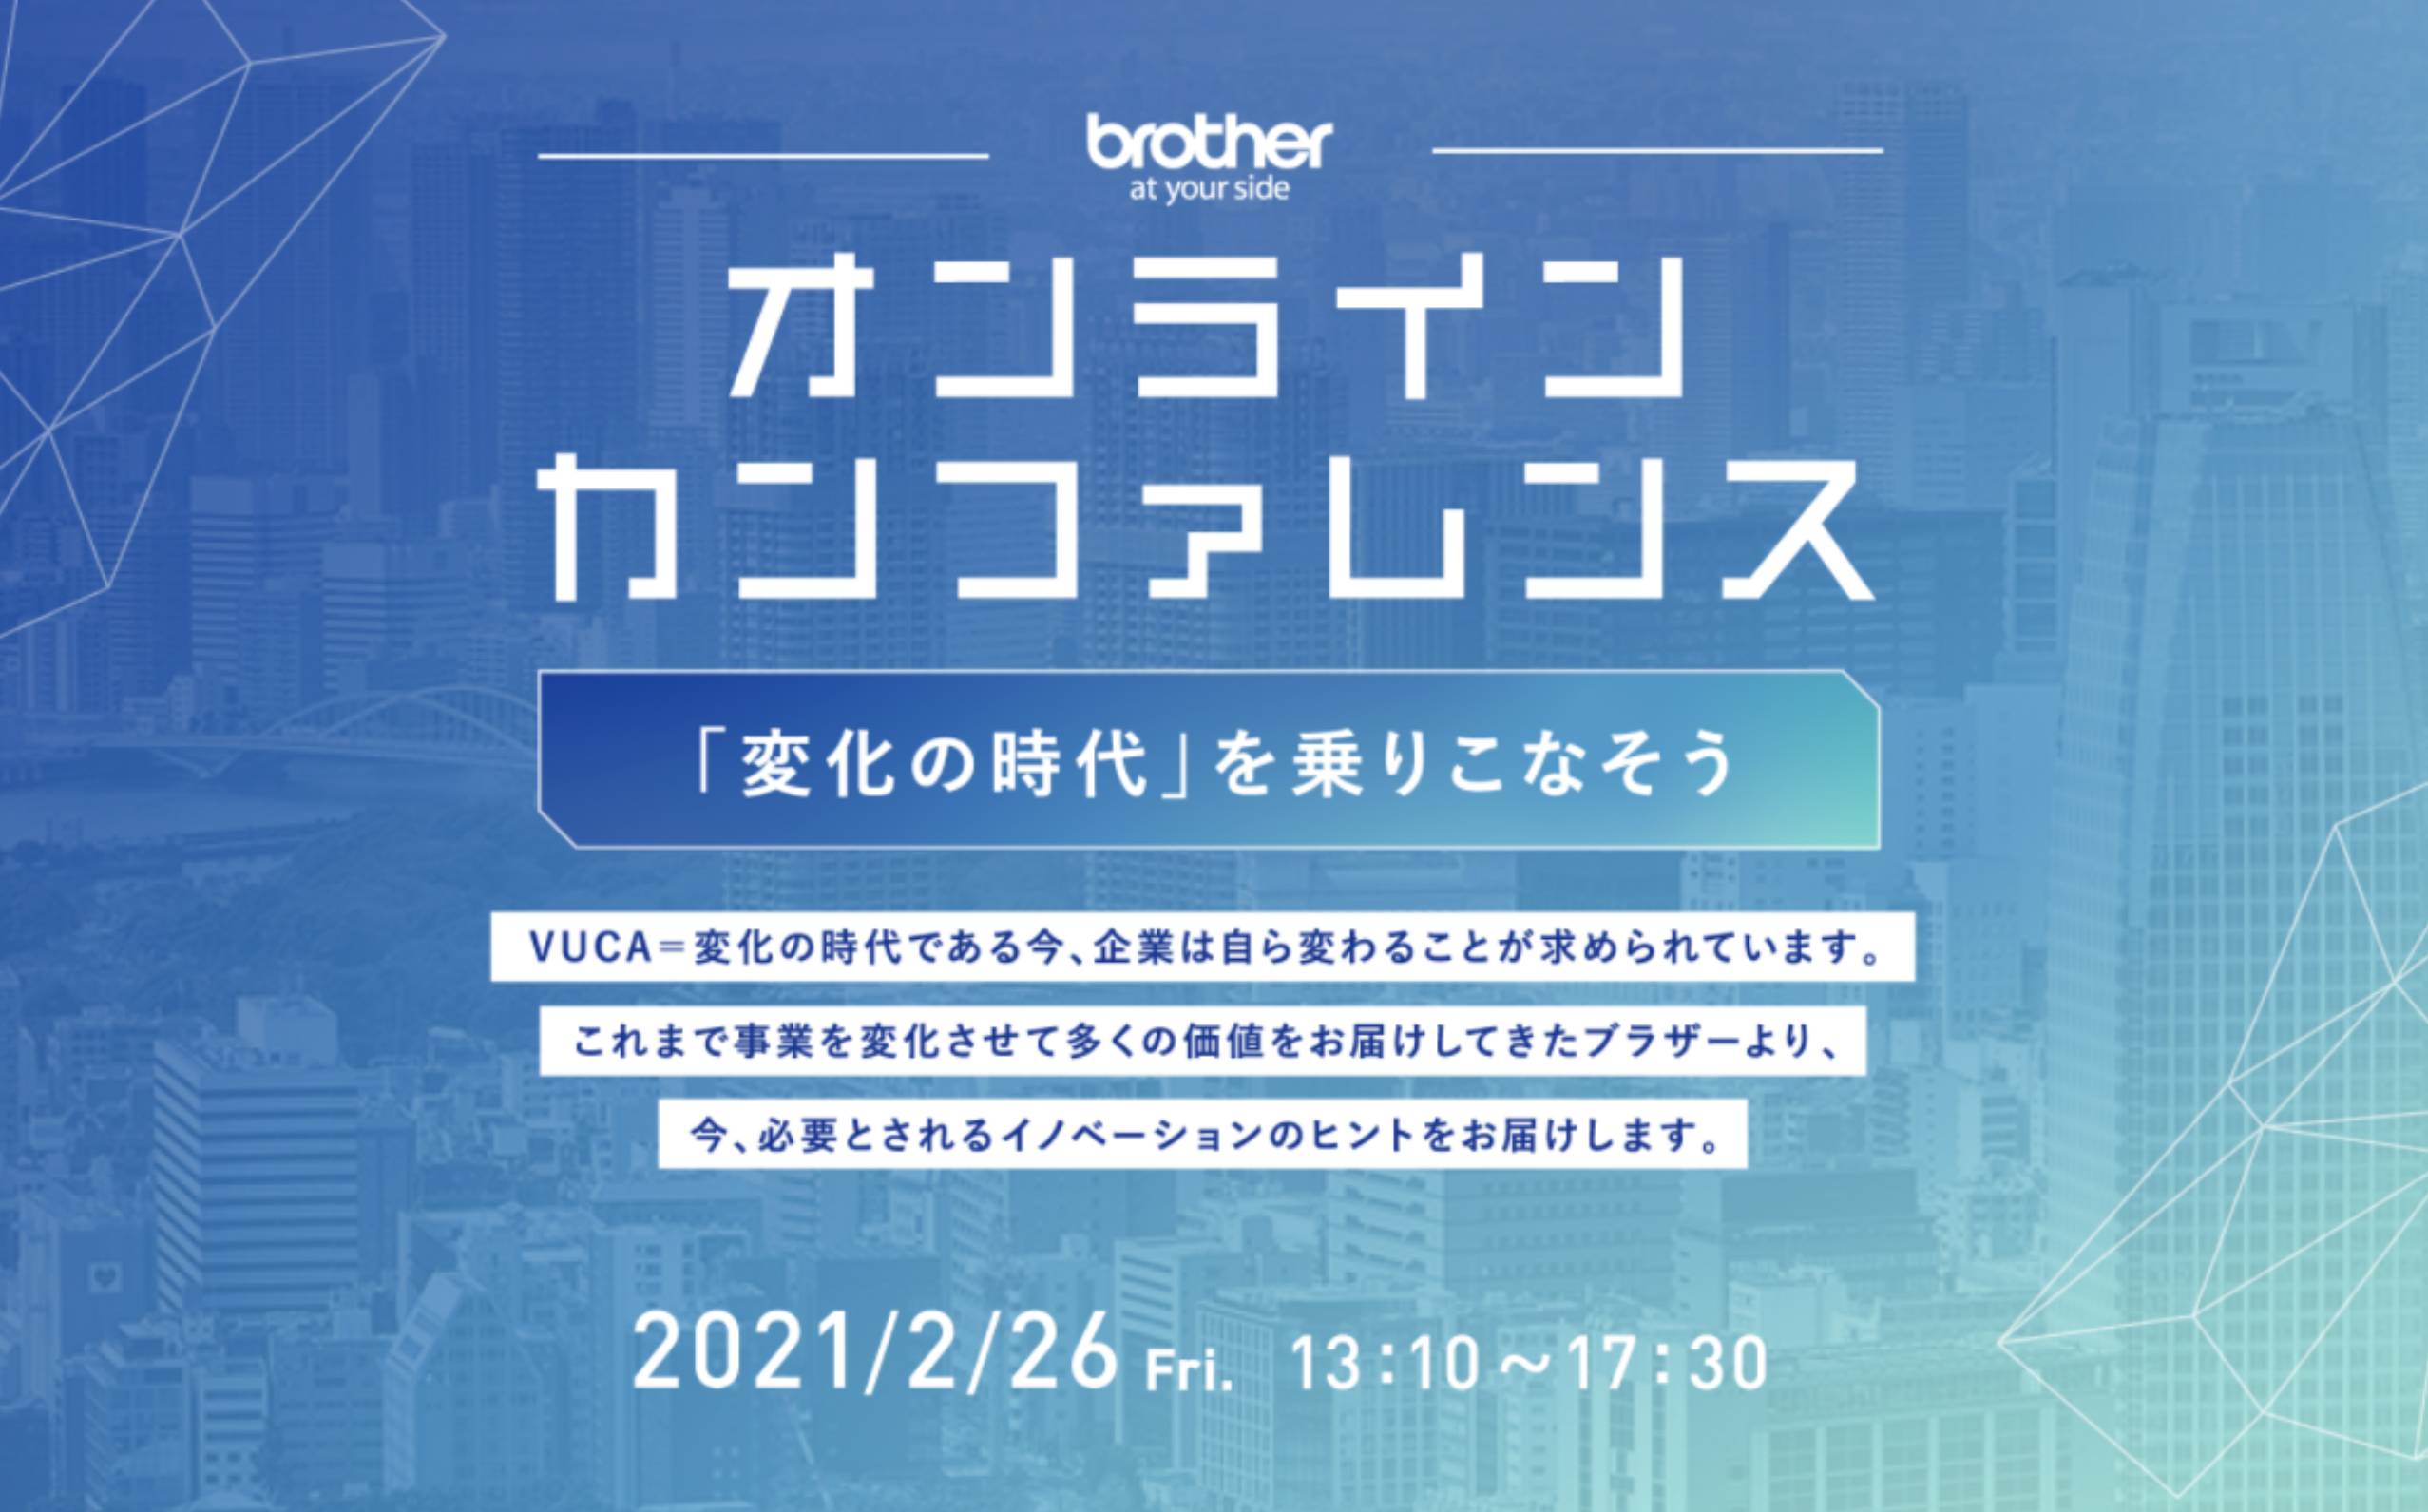 brother
at your side
オンライン
カンファレンス
「変化の時代」を乗りこなそう
VUCA=変化の時代である今、企業は自ら変わることが求められています。
これまで事業を変化させて多くの価値をお届けしてきたブラザーより、
今、必要とされるイノベーションのヒントをお届けします。
2021/2/26 Fri. 13:10～17:30